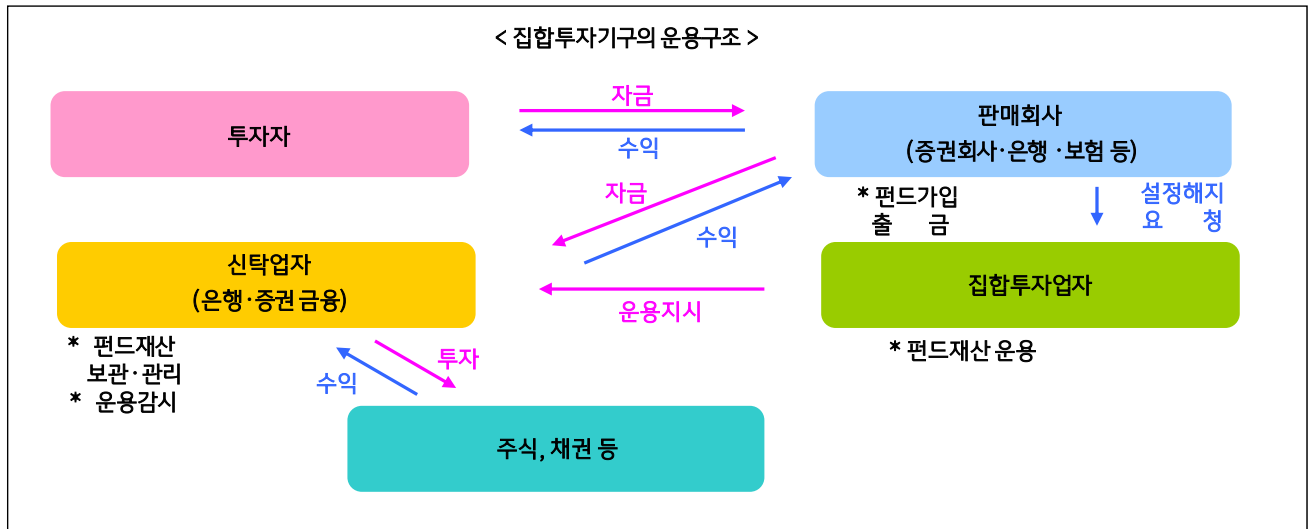 < 집합투자기구의 운용구조 >
투자자
자금
수익
판매회사
(증권회사·은행 ·보험 등)
자금
수익
* 펀드가입
출 금
설정해지
요 청
신탁업자
(은행·증권 금융)
운용지시
집합투자업자
* 펀드재산
보관·관리
* 운용감시
투자
수익
* 펀드재산 운용
주식, 채권 등